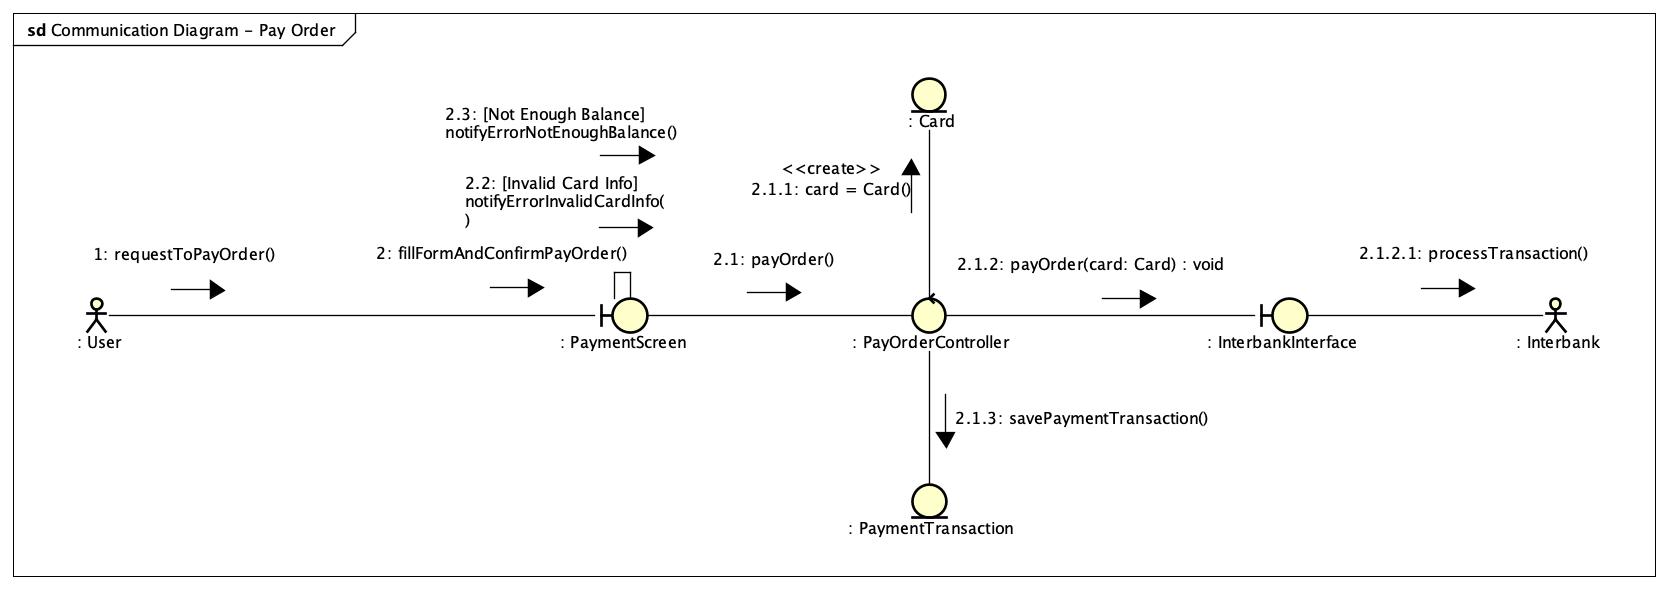 sd Communication Diagram - Pay Order
2.3: [Not Enough Balance]
notifyErrorNotEnoughBalance()
: Card
<<create>>
2.1.1: card = Card()
2.2: [Invalid Card Info]
notifyErrorInvalidCardInfo(
)
1: requestToPayOrder()
2: fillFormAndConfirmPayOrder()
2.1: payOrder()
2.1.2: payOrder(card: Card) : void
2.1.2.1: processTransaction()
: User
: PaymentScreen
: PayOrderController
: InterbankInterface
: Interbank
2.1.3: savePaymentTransaction()
: PaymentTransaction